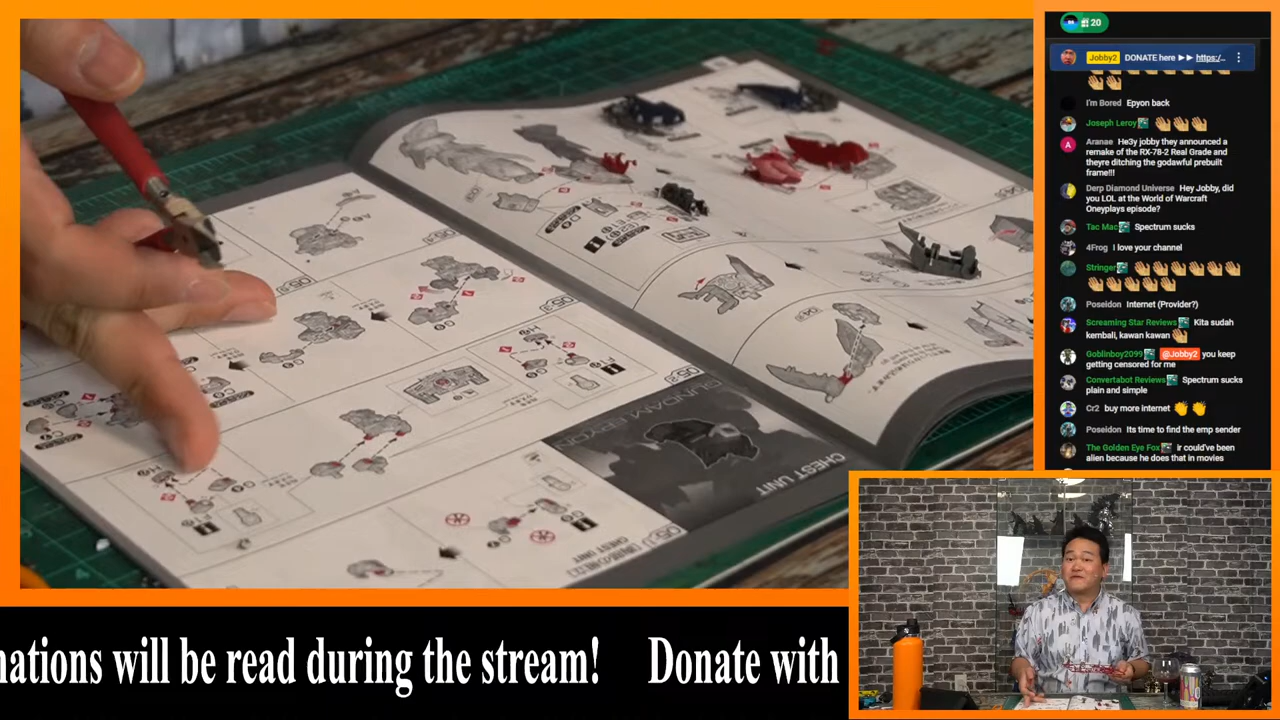 20
Jobby2 DONATE here ►► https:/...
I'm Bored Epyon back
Joseph Leroy
Aranae He3y jobby they announced a
remake of the RX-78-2 Real Grade and
theyre ditching the godawful prebuilt
frame!!!
Derp Diamond Universe Hey Jobby, did
you LOL at the World of Warcraft
Oneyplays episode?
Tac Mac Spectrum sucks
4Frog I love your channel
Stringer
Poseidon Internet (Provider?)
Screaming Star Reviews Kita sudah
kembali, kawan kawan
Goblinboy2099 @Jobby2 you keep
getting censored for me
Convertabot Reviews Spectrum sucks
plain and simple
Cr2 buy more internet
Poseidon Its time to find the emp sender
The Golden Eye Fox Ir could've been
alien because he does that in movies
CHEST UNIT
CHEST UNIT
nations will be read during the stream! Donate with